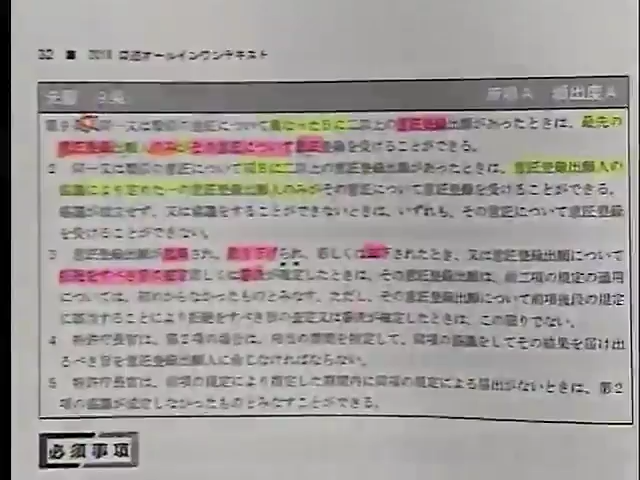 32 ■ 2018 口述オールインワンテキスト
先願 9条 重要A 頻出度A
第9条 同一又は類似の意匠について異なった日に二以上の意匠登録出願があったときは、最先の
意匠登録出願人のみがその意匠について意匠登録を受けることができる。
2 同一又は類似の意匠について同日に二以上の意匠登録出願があったときは、意匠登録出願人の
協議により定めた一の意匠登録出願人のみがその意匠について意匠登録を受けることができる。
協議が成立せず、又は協議をすることができないときは、いずれも、その意匠について意匠登録
を受けることができない。
3 意匠登録出願が放棄され、取り下げられ、若しくは却下されたとき、又は意匠登録出願について
拒絶をすべき旨の査定若しくは審決が確定したときは、その意匠登録出願は、前二項の規定の適用
については、初めからなかったものとみなす。ただし、その意匠登録出願について前項後段の規定
に該当することにより拒絶をすべき旨の査定又は審決が確定したときは、この限りでない。
4 特許庁長官は、第2項の場合は、相当の期間を指定して、同項の協議をしてその結果を届け出
るべき旨を意匠登録出願人に命じなければならない。
5 特許庁長官は、前項の規定により指定した期間内に同項の規定による届出がないときは、第2
項の協議が成立しなかったものとみなすことができる。
必須事項